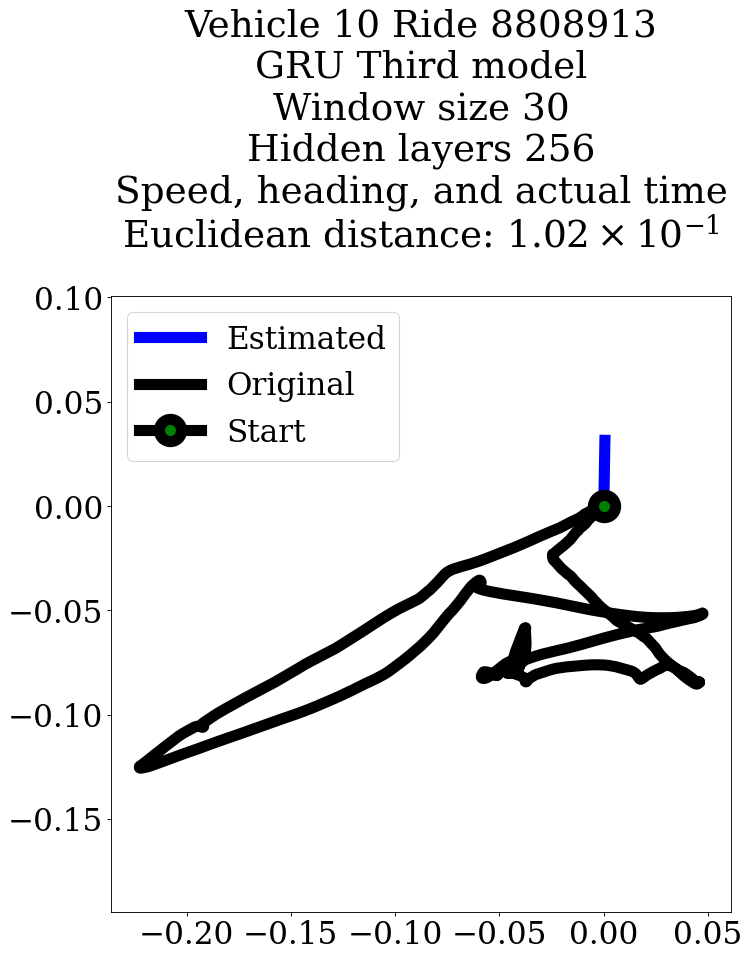 Vehicle 10 Ride 8808913
GRU Third model
Window size 30
Hidden layers 256
Speed, heading, and actual time
Euclidean distance: 1.02 × 10⁻¹
0.10
Estimated
Original
Start
0.05
0.00
−0.05
−0.10
−0.15
−0.20 −0.15 −0.10 −0.05 0.00 0.05